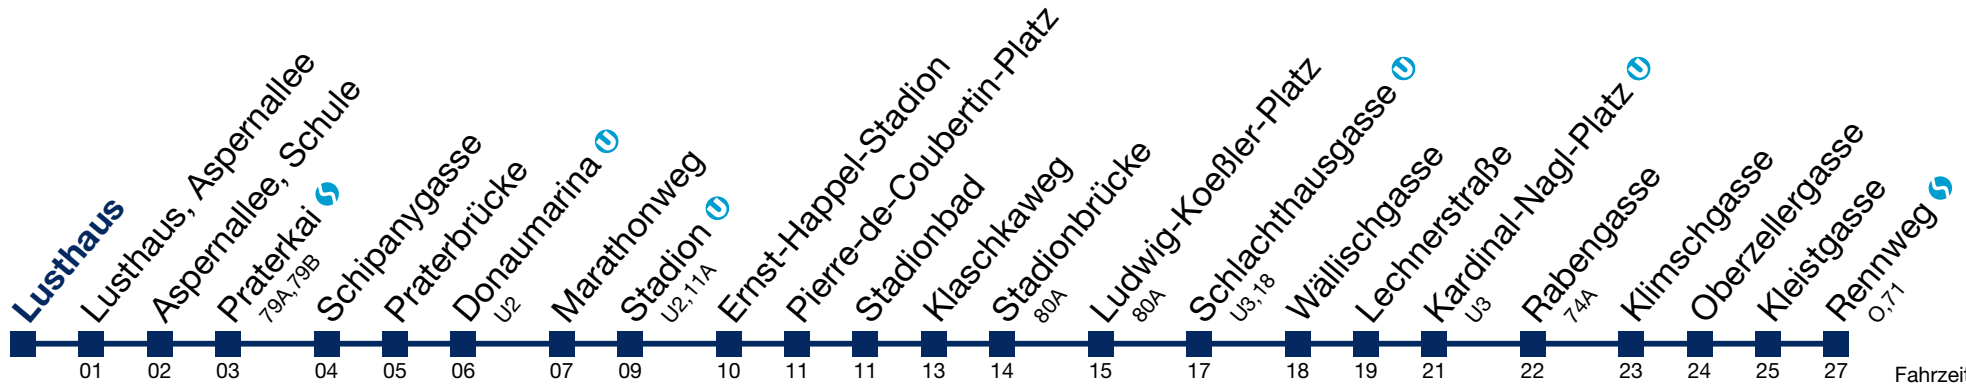 Lusthaus
Lusthaus, Aspernallee
Aspernallee, Schule
Praterkai
79A,79B
Schipanygasse
Praterbrücke
Donaumarina
U2
Marathonweg
Stadion
U2,11A
Ernst-Happel-Stadion
Pierre-de-Coubertin-Platz
Stadionbad
Klaschkaweg
Stadionbrücke
80A
Ludwig-Koeßler-Platz
80A
Schlachthausgasse
U3,18
Wällischgasse
Lechnerstraße
Kardinal-Nagl-Platz
U3
Rabengasse
74A
Klimschgasse
Oberzellergasse
Kleistgasse
Rennweg
O,71
01 02 03 04 05 06 07 09 10 11 11 13 14 15 17 18 19 21 22 23 24 25 27 Fahrzeit